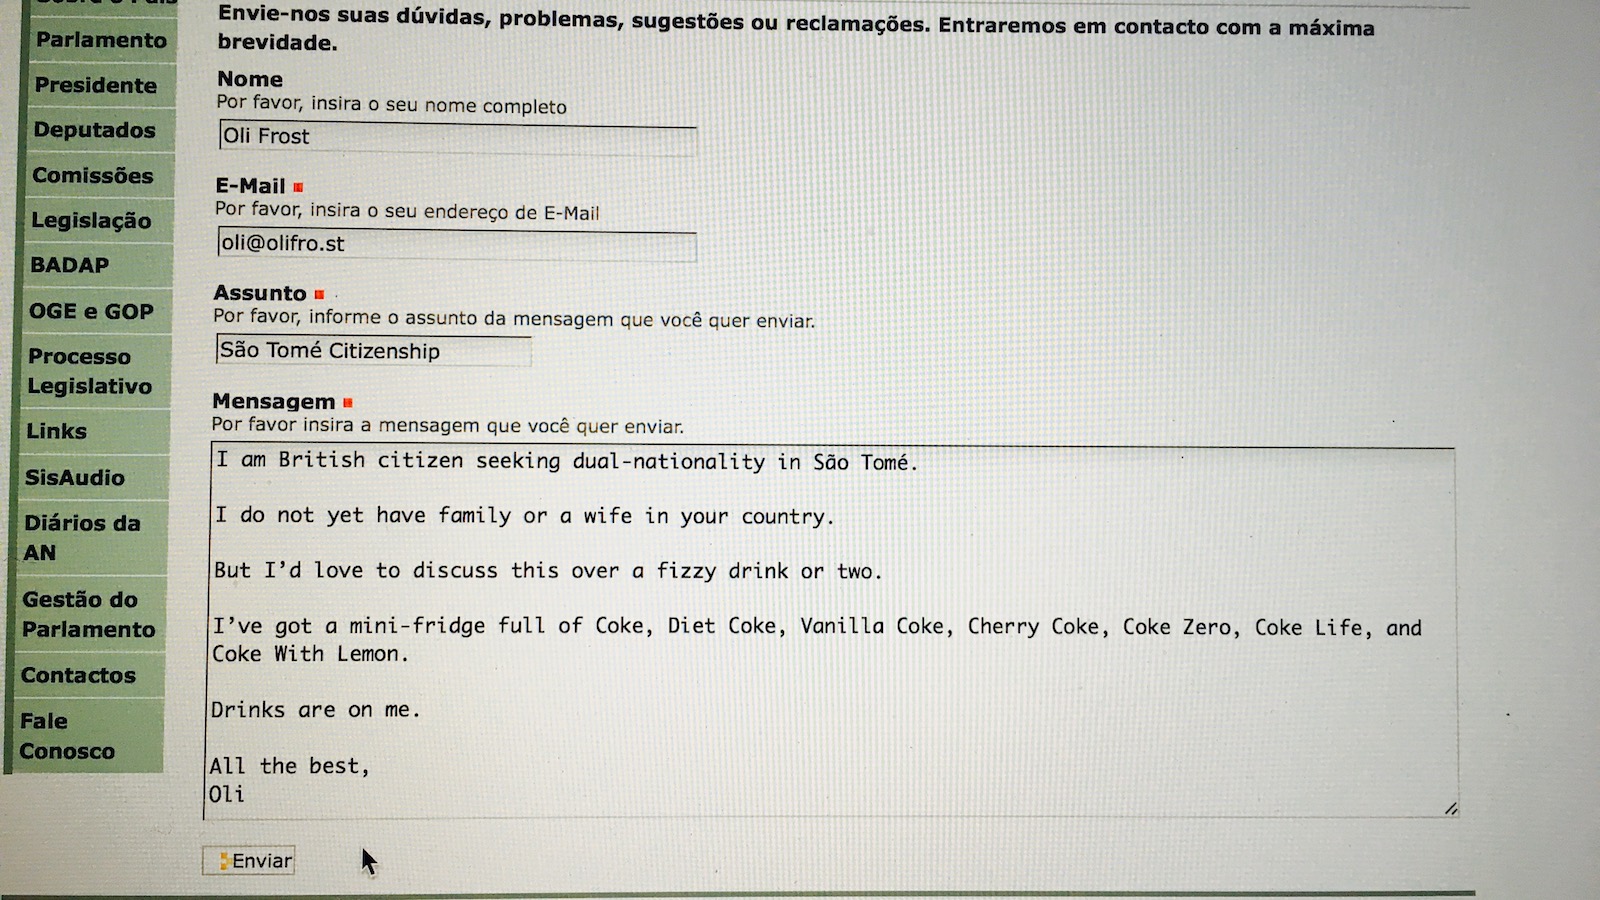 Parlamento
Presidente
Deputados
Comissões
Legislação
BADAP
OGE e GOP
Processo
Legislativo
Links
SisAudio
Diários da
AN
Gestão do
Parlamento
Contactos
Fale
Conosco
Envie-nos suas dúvidas, problemas, sugestões ou reclamações. Entraremos em contacto com a máxima
brevidade.
Nome
Por favor, insira o seu nome completo
Oli Frost
E-Mail
Por favor, insira o seu endereço de E-Mail
oli@olifro.st
Assunto
Por favor, informe o assunto da mensagem que você quer enviar.
São Tomé Citizenship
Mensagem
Por favor insira a mensagem que você quer enviar.
I am British citizen seeking dual-nationality in São Tomé.
I do not yet have family or a wife in your country.
But I’d love to discuss this over a fizzy drink or two.
I’ve got a mini-fridge full of Coke, Diet Coke, Vanilla Coke, Cherry Coke, Coke Zero, Coke Life, and
Coke With Lemon.
Drinks are on me.
All the best,
Oli
Enviar